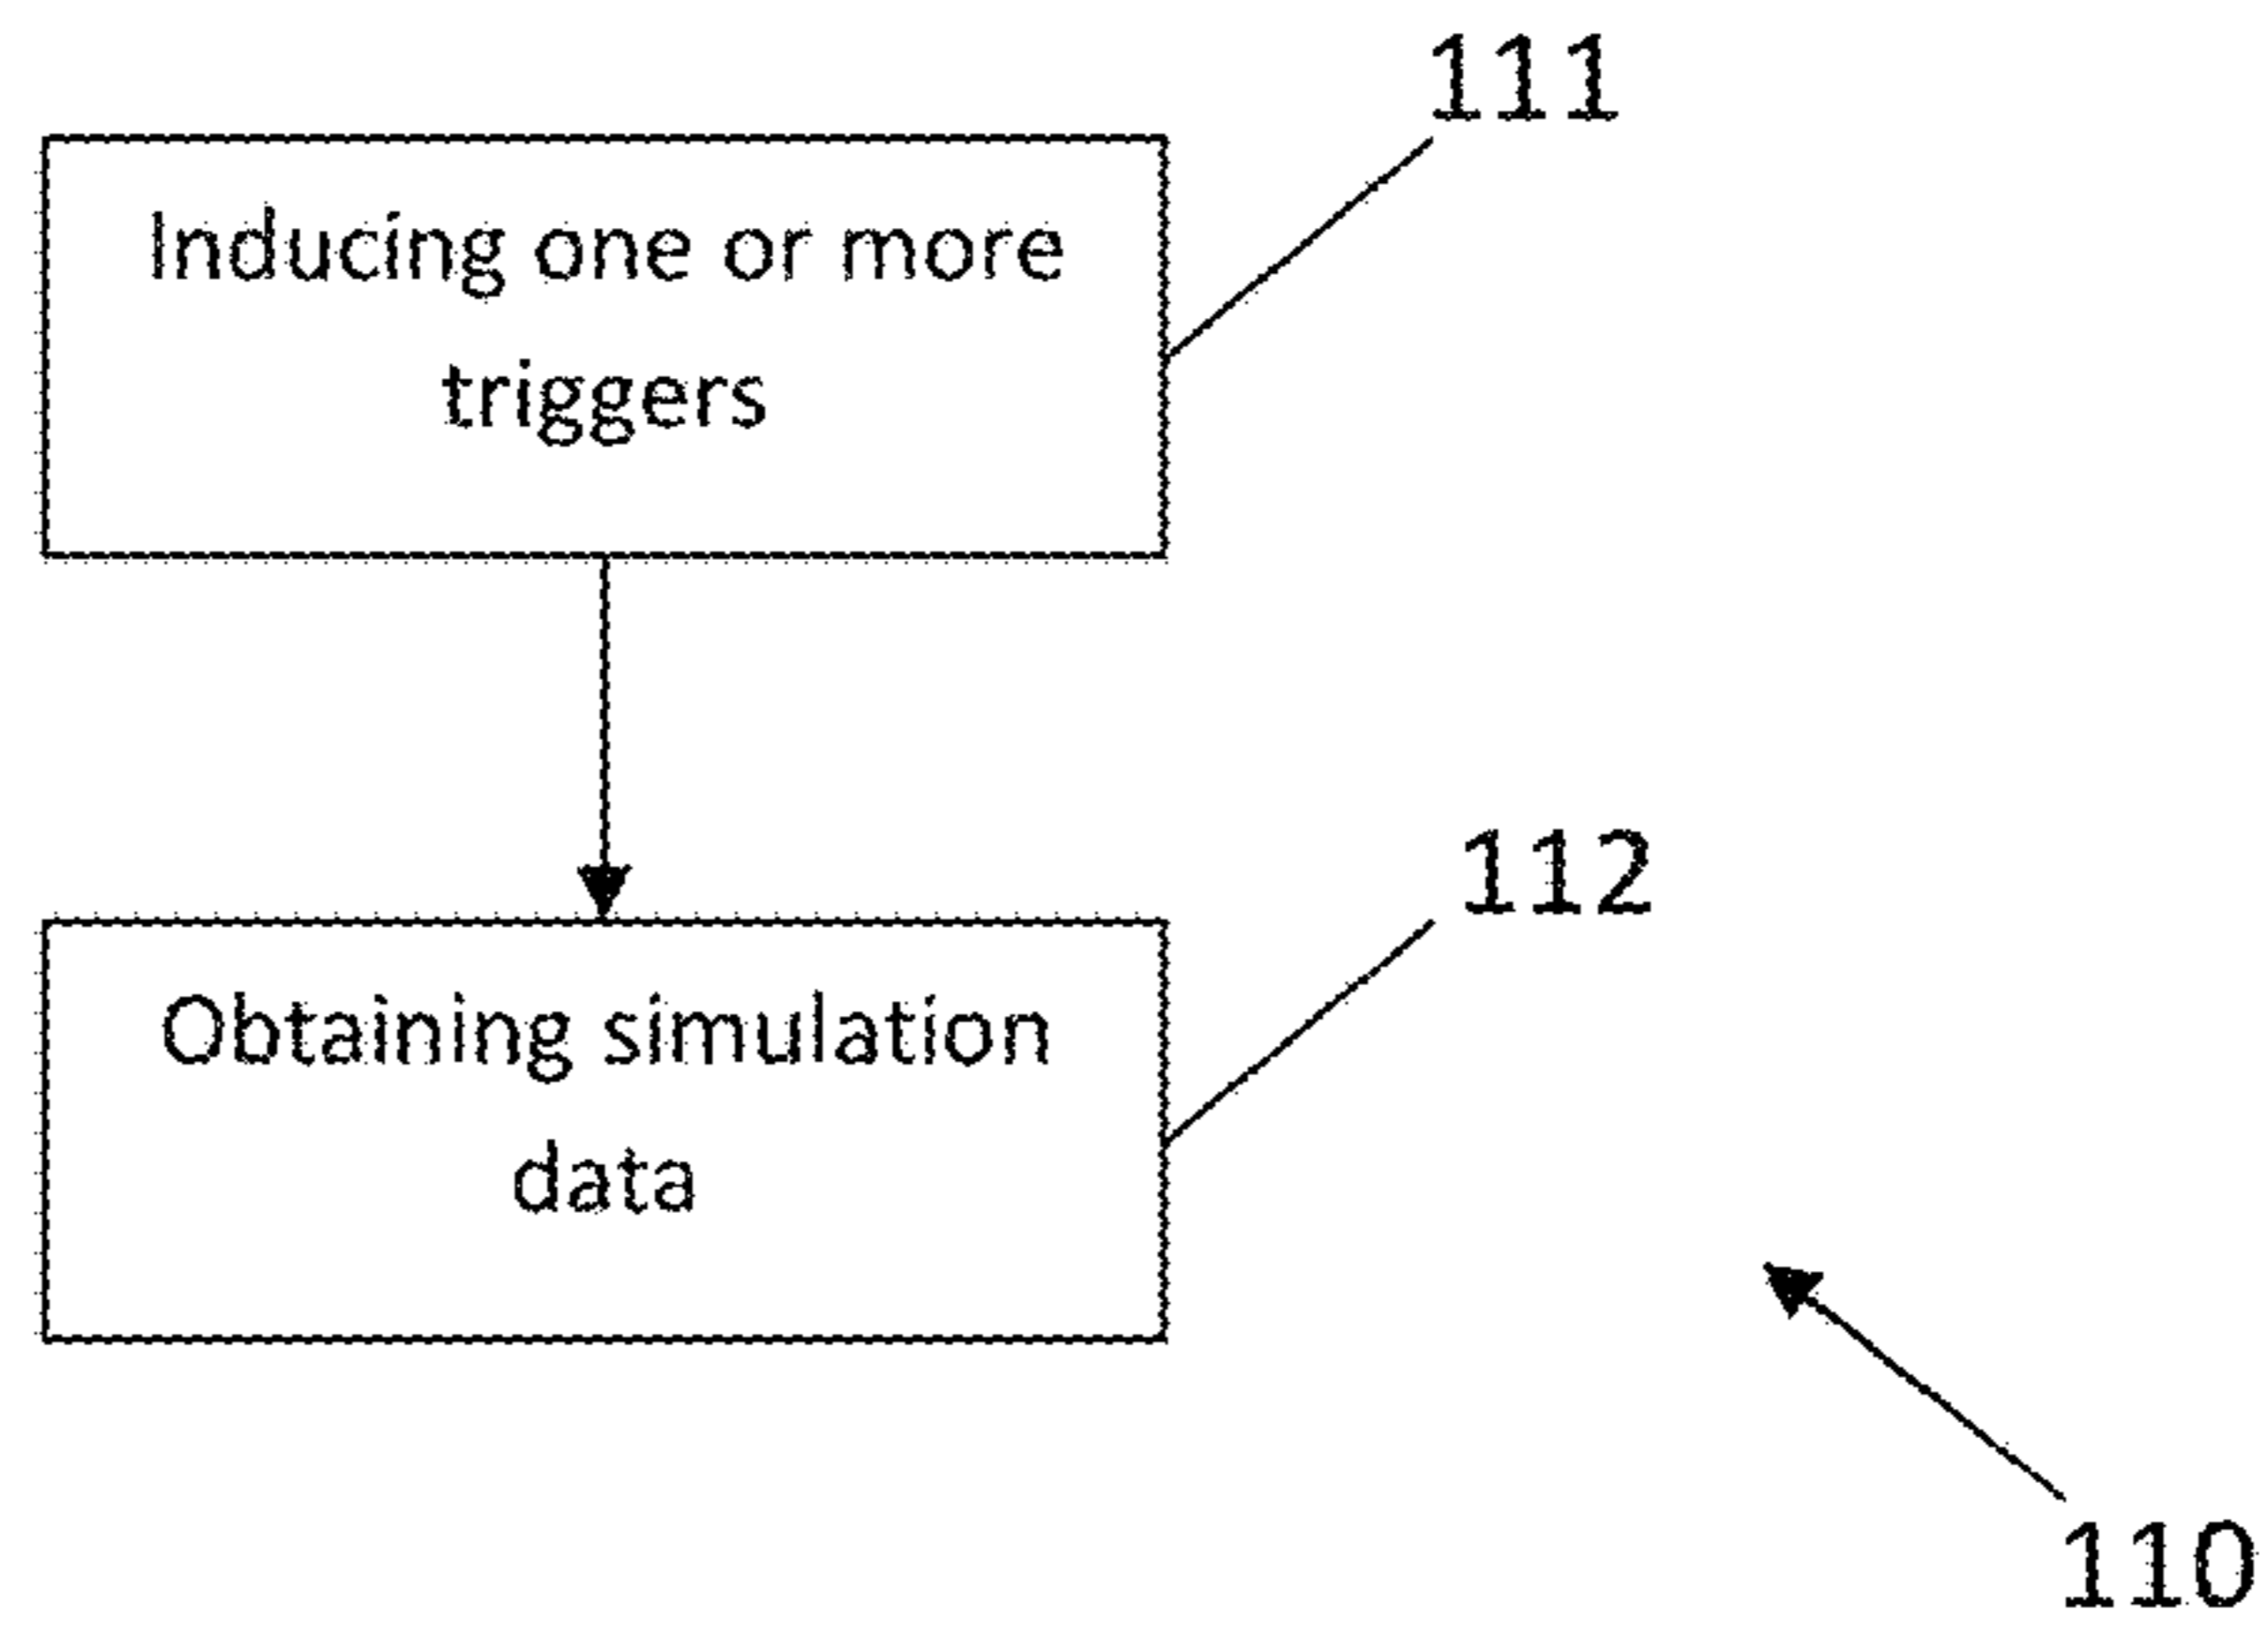 111
Inducing one or more
triggers
112
Obtaining simulation
data
110